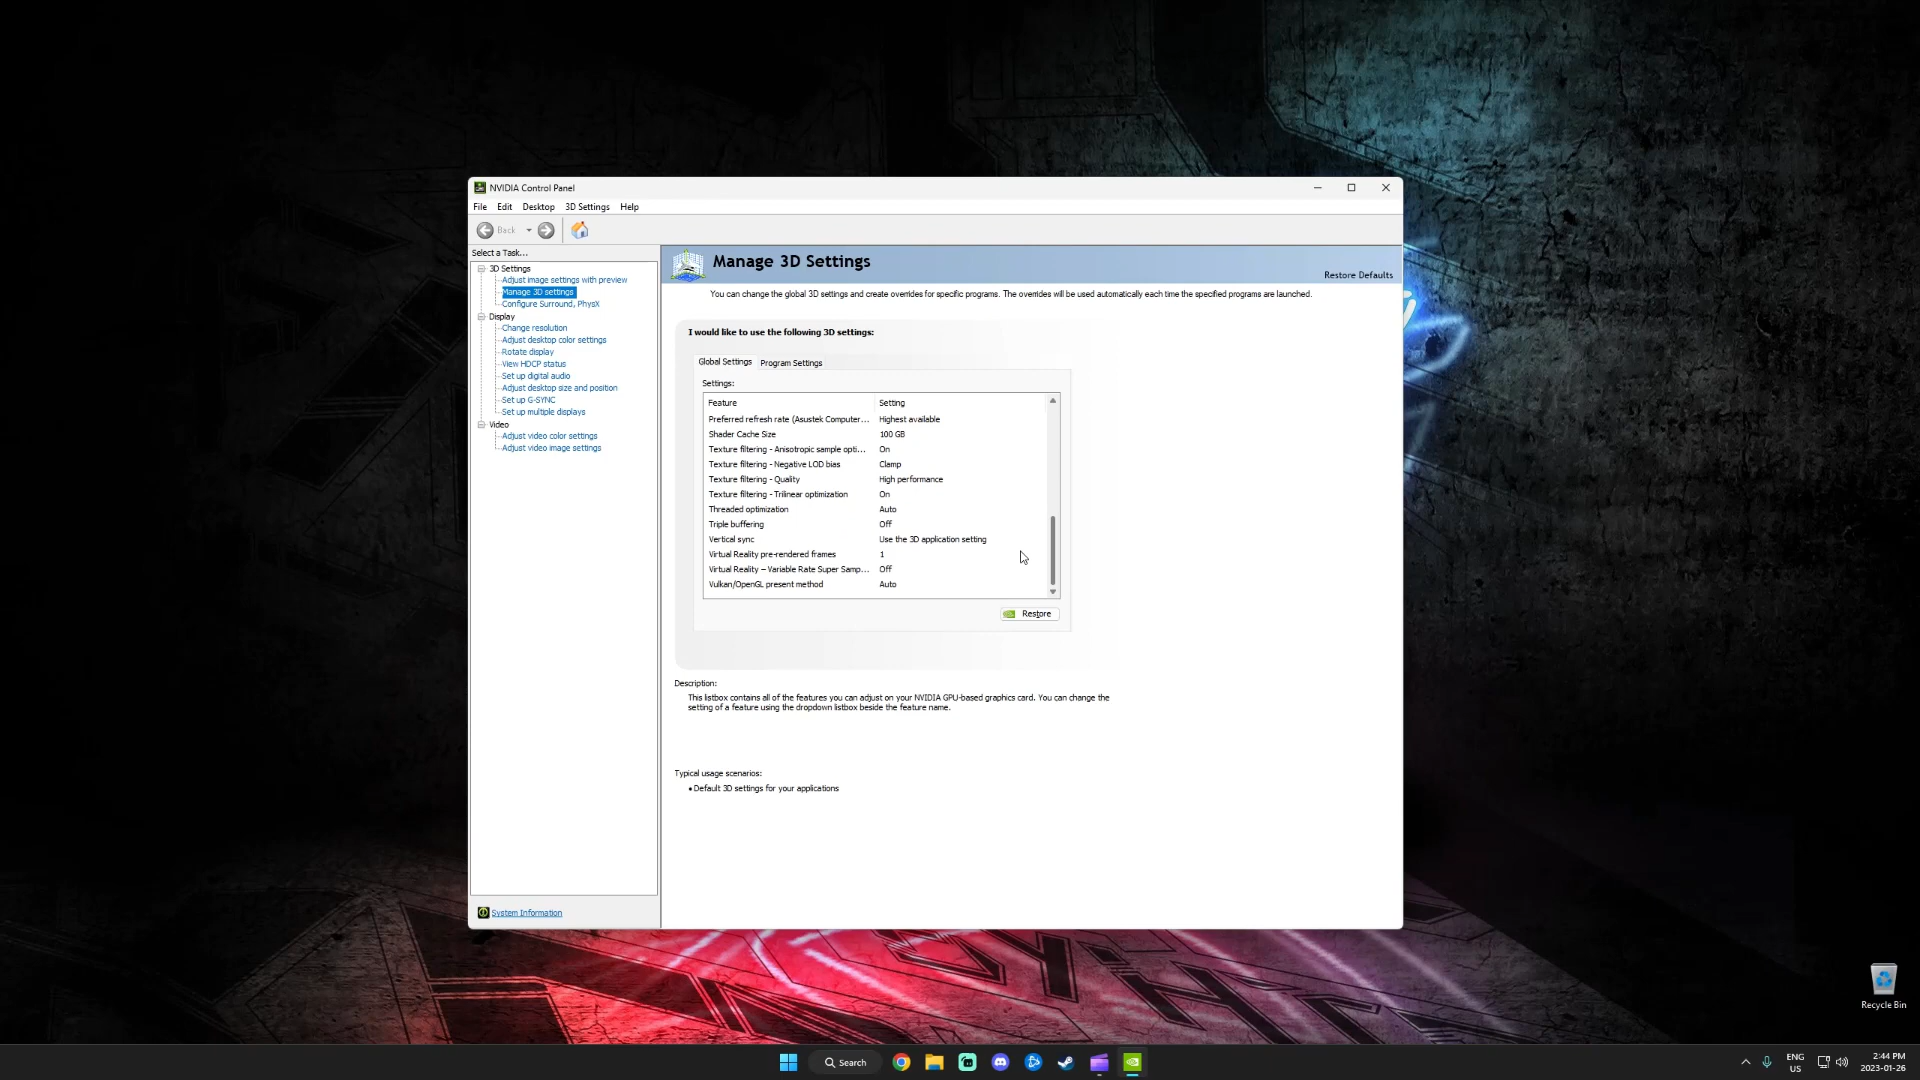 NVIDIA Control Panel
File Edit Desktop 3D Settings Help
Back
Select a Task...
3D Settings
Adjust image settings with preview
Manage 3D settings
Configure Surround, PhysX
Display
Change resolution
Adjust desktop color settings
Rotate display
View HDCP status
Set up digital audio
Adjust desktop size and position
Set up G-SYNC
Set up multiple displays
Video
Adjust video color settings
Adjust video image settings
System Information
Manage 3D Settings
Restore Defaults
You can change the global 3D settings and create overrides for specific programs. The overrides will be used automatically each time the specified programs are launched.
I would like to use the following 3D settings:
Global Settings Program Settings
Settings:
Feature Setting
Preferred refresh rate (Asustek Computer... Highest available
Shader Cache Size 100 GB
Texture filtering - Anisotropic sample opti... On
Texture filtering - Negative LOD bias Clamp
Texture filtering - Quality High performance
Texture filtering - Trilinear optimization On
Threaded optimization Auto
Triple buffering Off
Vertical sync Use the 3D application setting
Virtual Reality pre-rendered frames 1
Virtual Reality – Variable Rate Super Samp... Off
Vulkan/OpenGL present method Auto
Restore
Description:
This listbox contains all of the features you can adjust on your NVIDIA GPU-based graphics card. You can change the
setting of a feature using the dropdown listbox beside the feature name.
Typical usage scenarios:
• Default 3D settings for your applications
Recycle Bin
Search
ENG
US
2:44 PM
2023-01-26